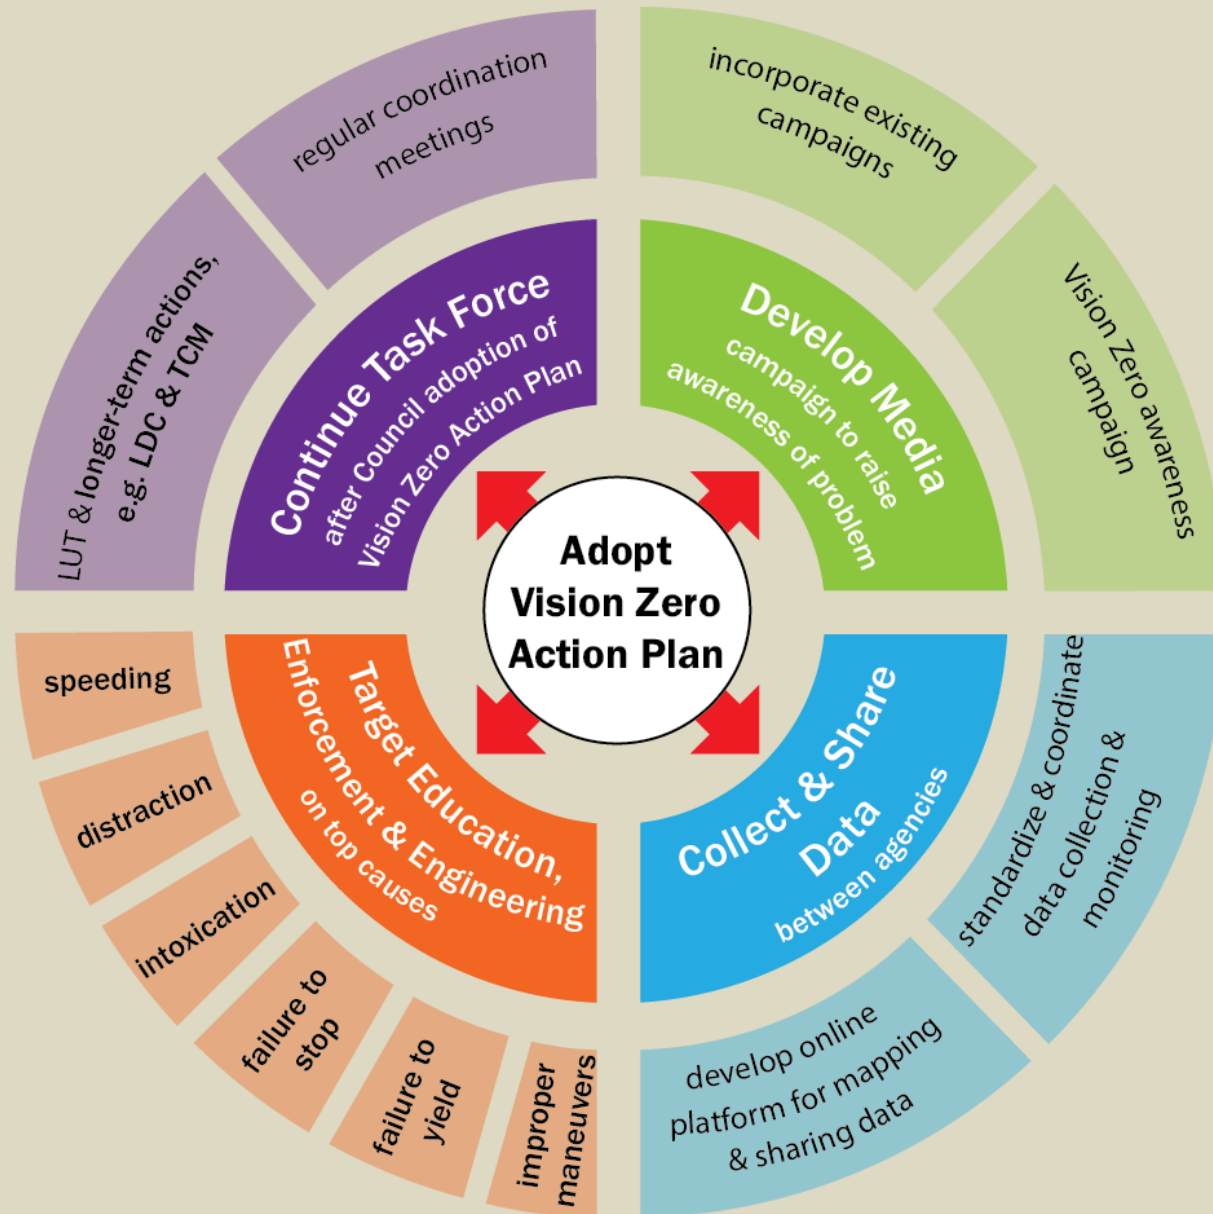 Adopt
Vision Zero
Action Plan
Continue Task Force
after Council adoption of
Vision Zero Action Plan
LUT & longer-term actions,
e.g. LDC & TCM
regular coordination
meetings
Develop Media
campaign to raise
awareness of problem
incorporate existing
campaigns
Vision Zero awareness
campaign
Collect & Share
Data
between agencies
standardize & coordinate
data collection &
monitoring
develop online
platform for mapping
& sharing data
Target Education,
Enforcement & Engineering
on top causes
speeding
distraction
intoxication
failure to
stop
failure to
yield
improper
maneuvers